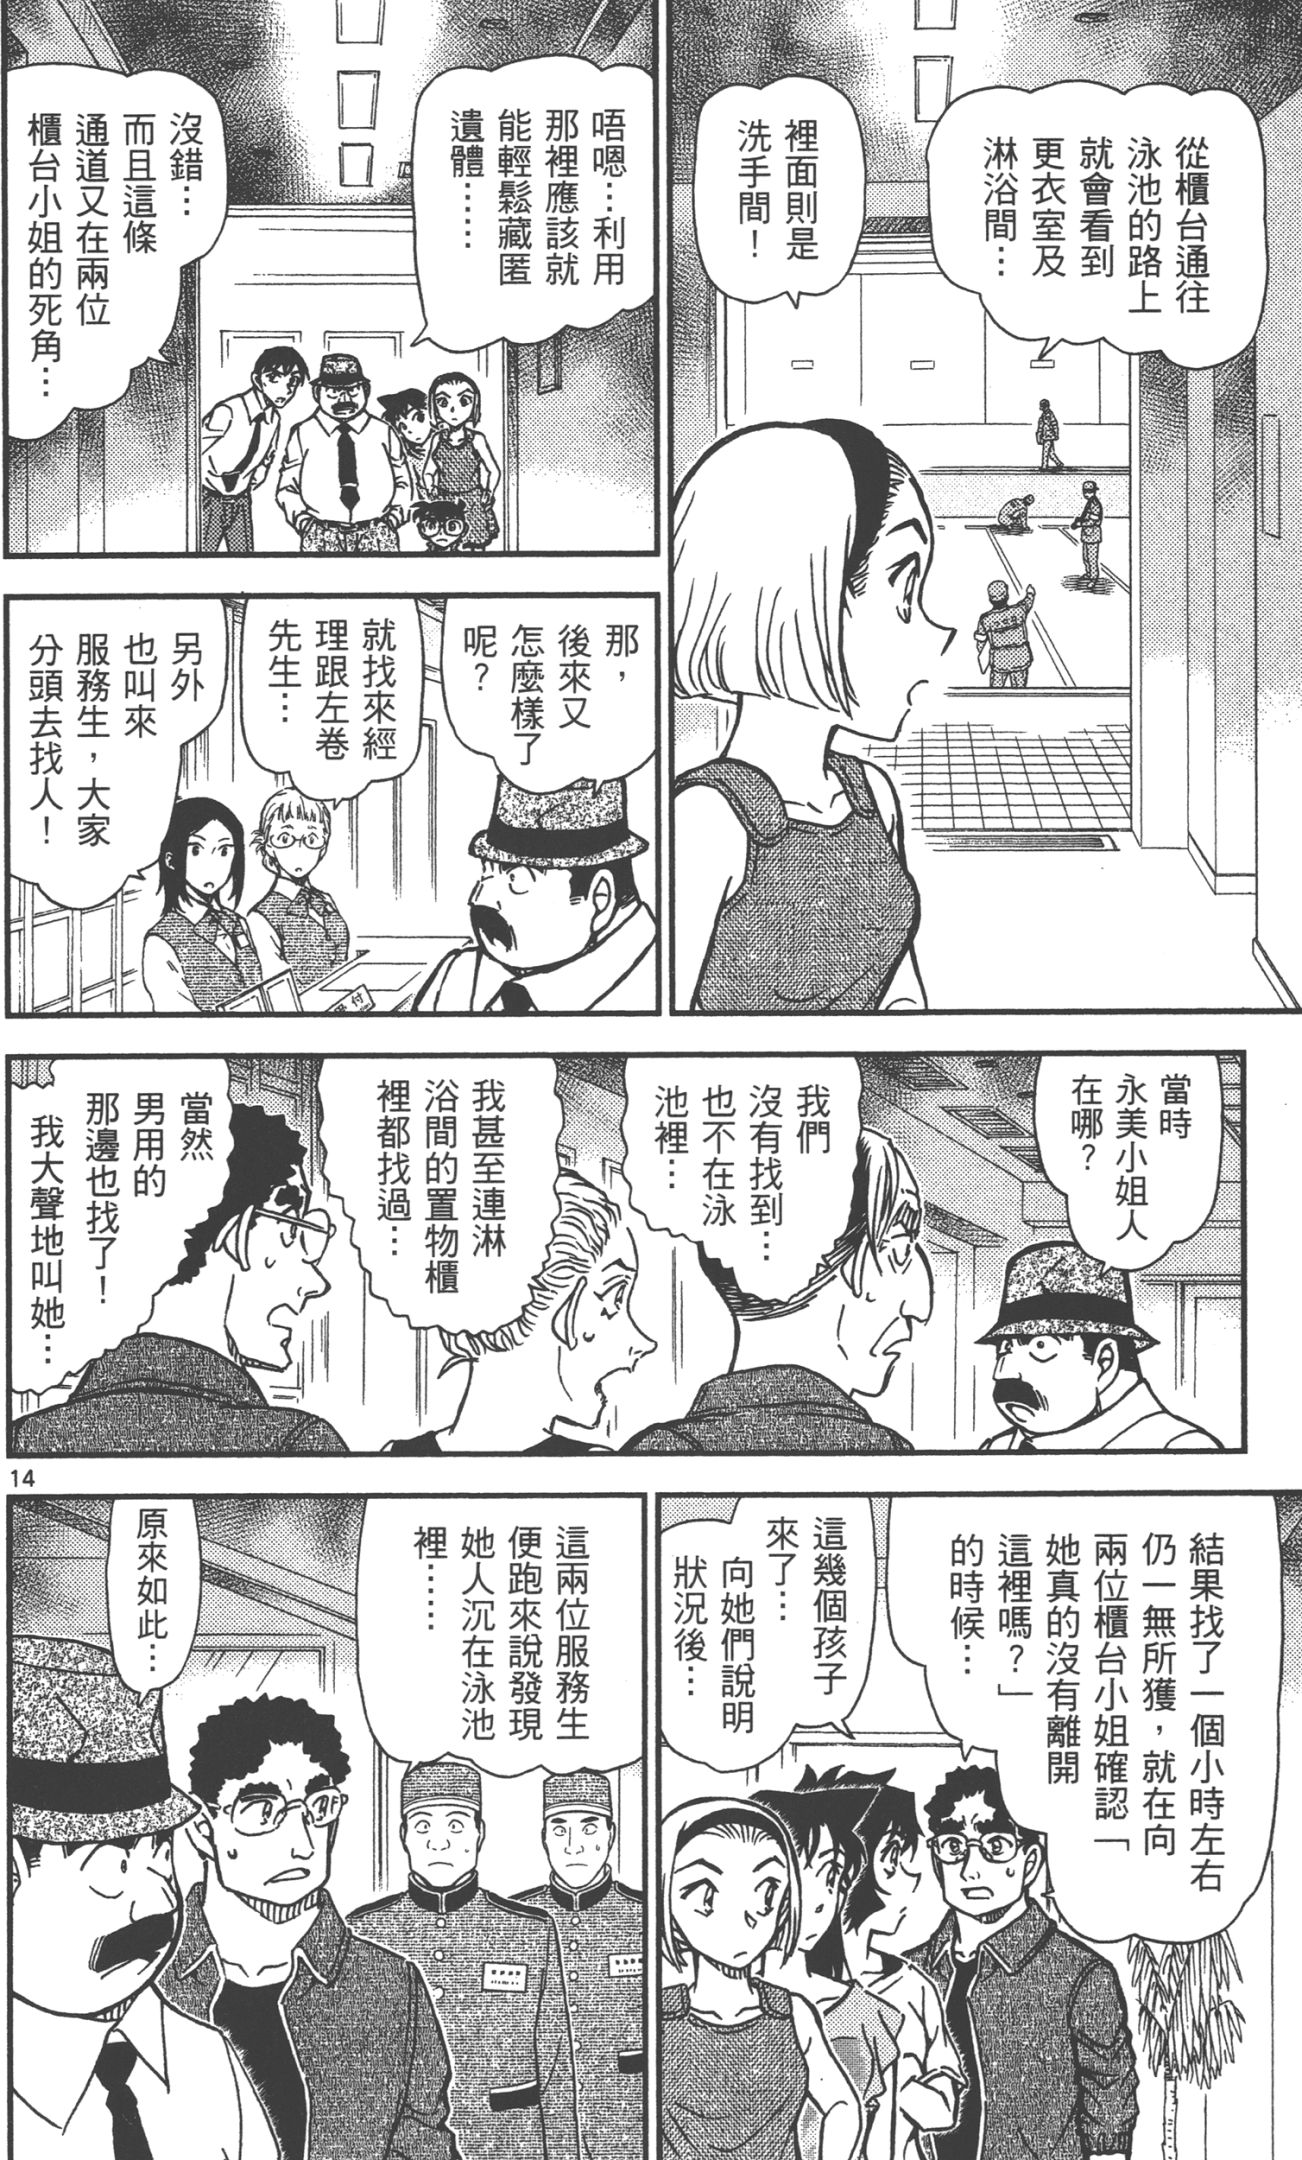 從櫃台通往
泳池的路上
就會看到
更衣室及
淋浴間…
裡面則是
洗手間！
唔嗯…利用
那裡應該就
能輕鬆藏匿
遺體……
沒錯…
而且這條
通道又在兩位
櫃台小姐的死角…
那，
後來又
怎麼樣了
呢？
就找來經
理跟左卷
先生…
另外
也叫來
服務生，大家
分頭去找人！
受付
當時
永美小姐人
在哪？
我們
沒有找到…
也不在泳
池裡…
我甚至連淋
浴間的置物櫃
裡都找過…
當然
男用的
那邊也找了！
我大聲地叫她…
14
結果找了一個小時左右
仍一無所獲，就在向
兩位櫃台小姐確認「
她真的沒有離開
這裡嗎？」
的時候…
這幾個孩子
來了…
向她們說明
狀況後…
這兩位服務生
便跑來說發現
她人沉在泳池
裡……
原來如此…